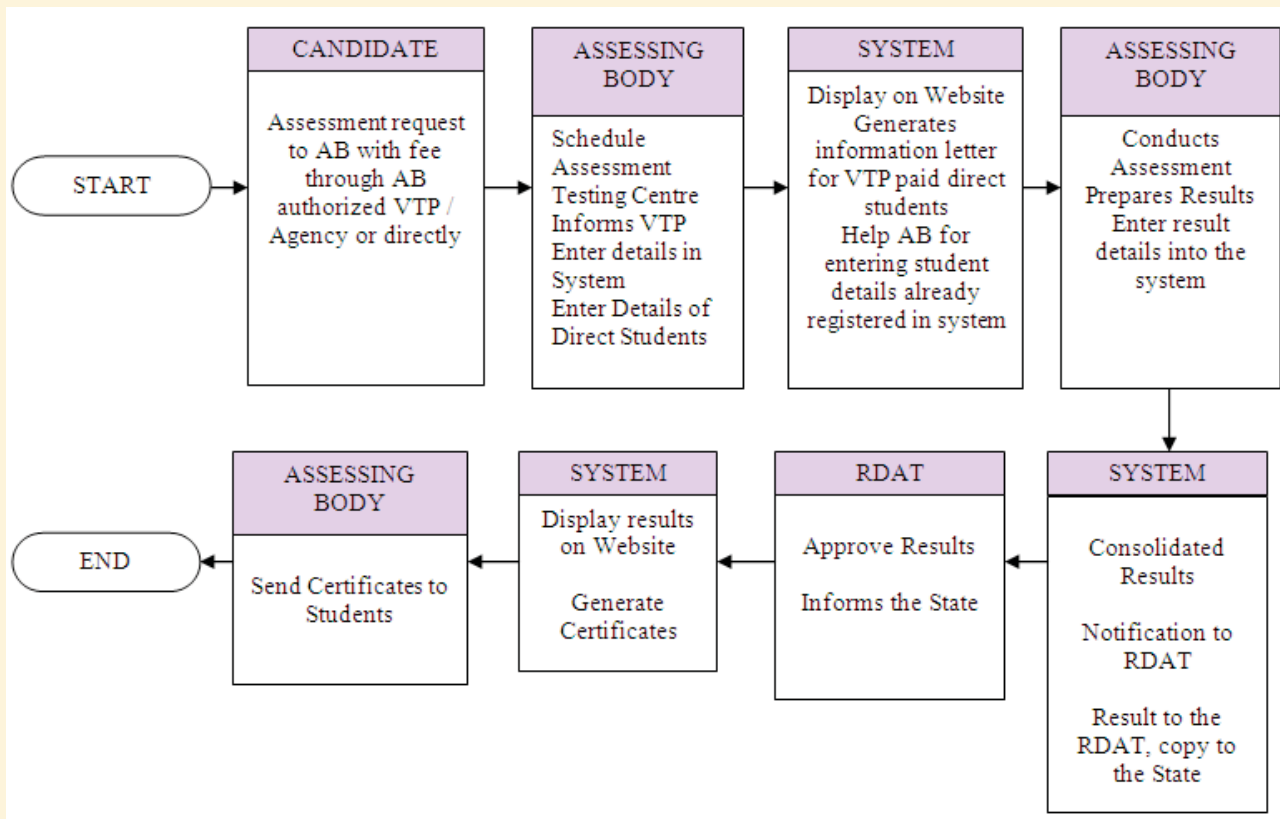 START
CANDIDATE
Assessment request
to AB with fee
through AB
authorized VTP /
Agency or directly
ASSESSING
BODY
Schedule
Assessment
Testing Centre
Informs VTP
Enter details in
System
Enter Details of
Direct Students
SYSTEM
Display on Website
Generates
information letter
for VTP paid direct
students
Help AB for
entering student
details already
registered in system
ASSESSING
BODY
Conducts
Assessment
Prepares Results
Enter result
details into the
system
SYSTEM
Consolidated
Results
Notification to
RDAT
Result to the
RDAT, copy to
the State
RDAT
Approve Results
Informs the State
SYSTEM
Display results
on Website
Generate
Certificates
ASSESSING
BODY
Send Certificates to
Students
END